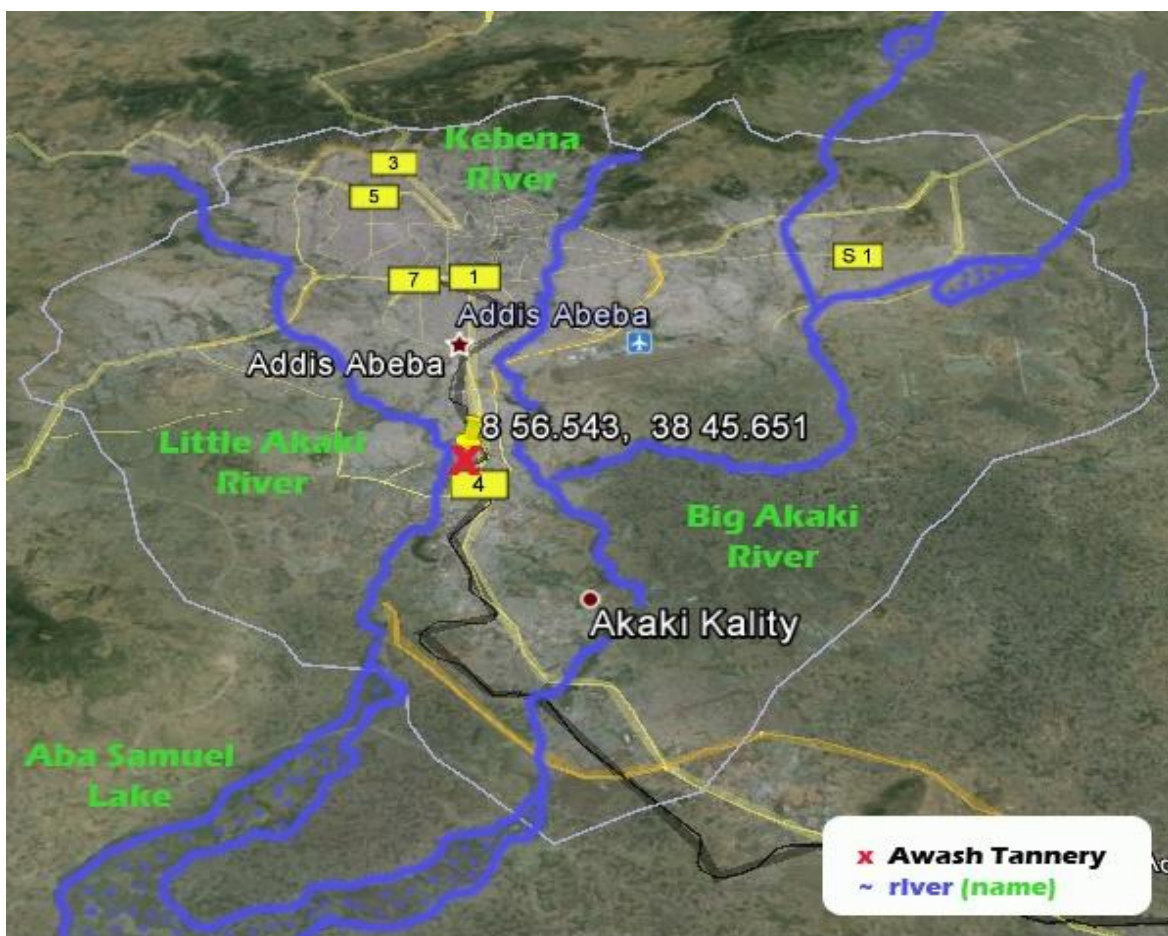 Kebena
River
3
5
S 1
7
1
Addis Abeba
Addis Abeba
8 56.543, 38 45.651
Little Akaki
River
4
Big Akaki
River
Akaki Kality
Aba Samuel
Lake
x Awash Tannery
~ river (name)